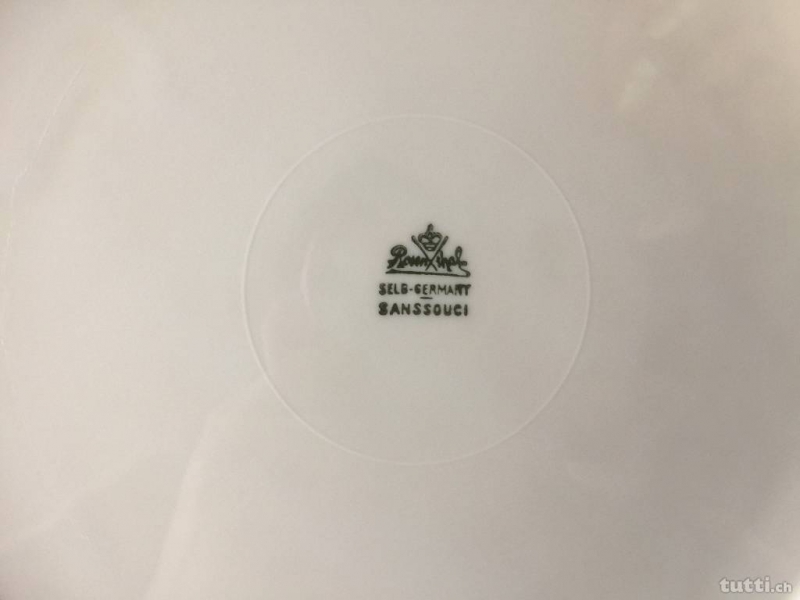 Rosenthal
SELB-GERMANY
SANSSOUCI
tutti.ch